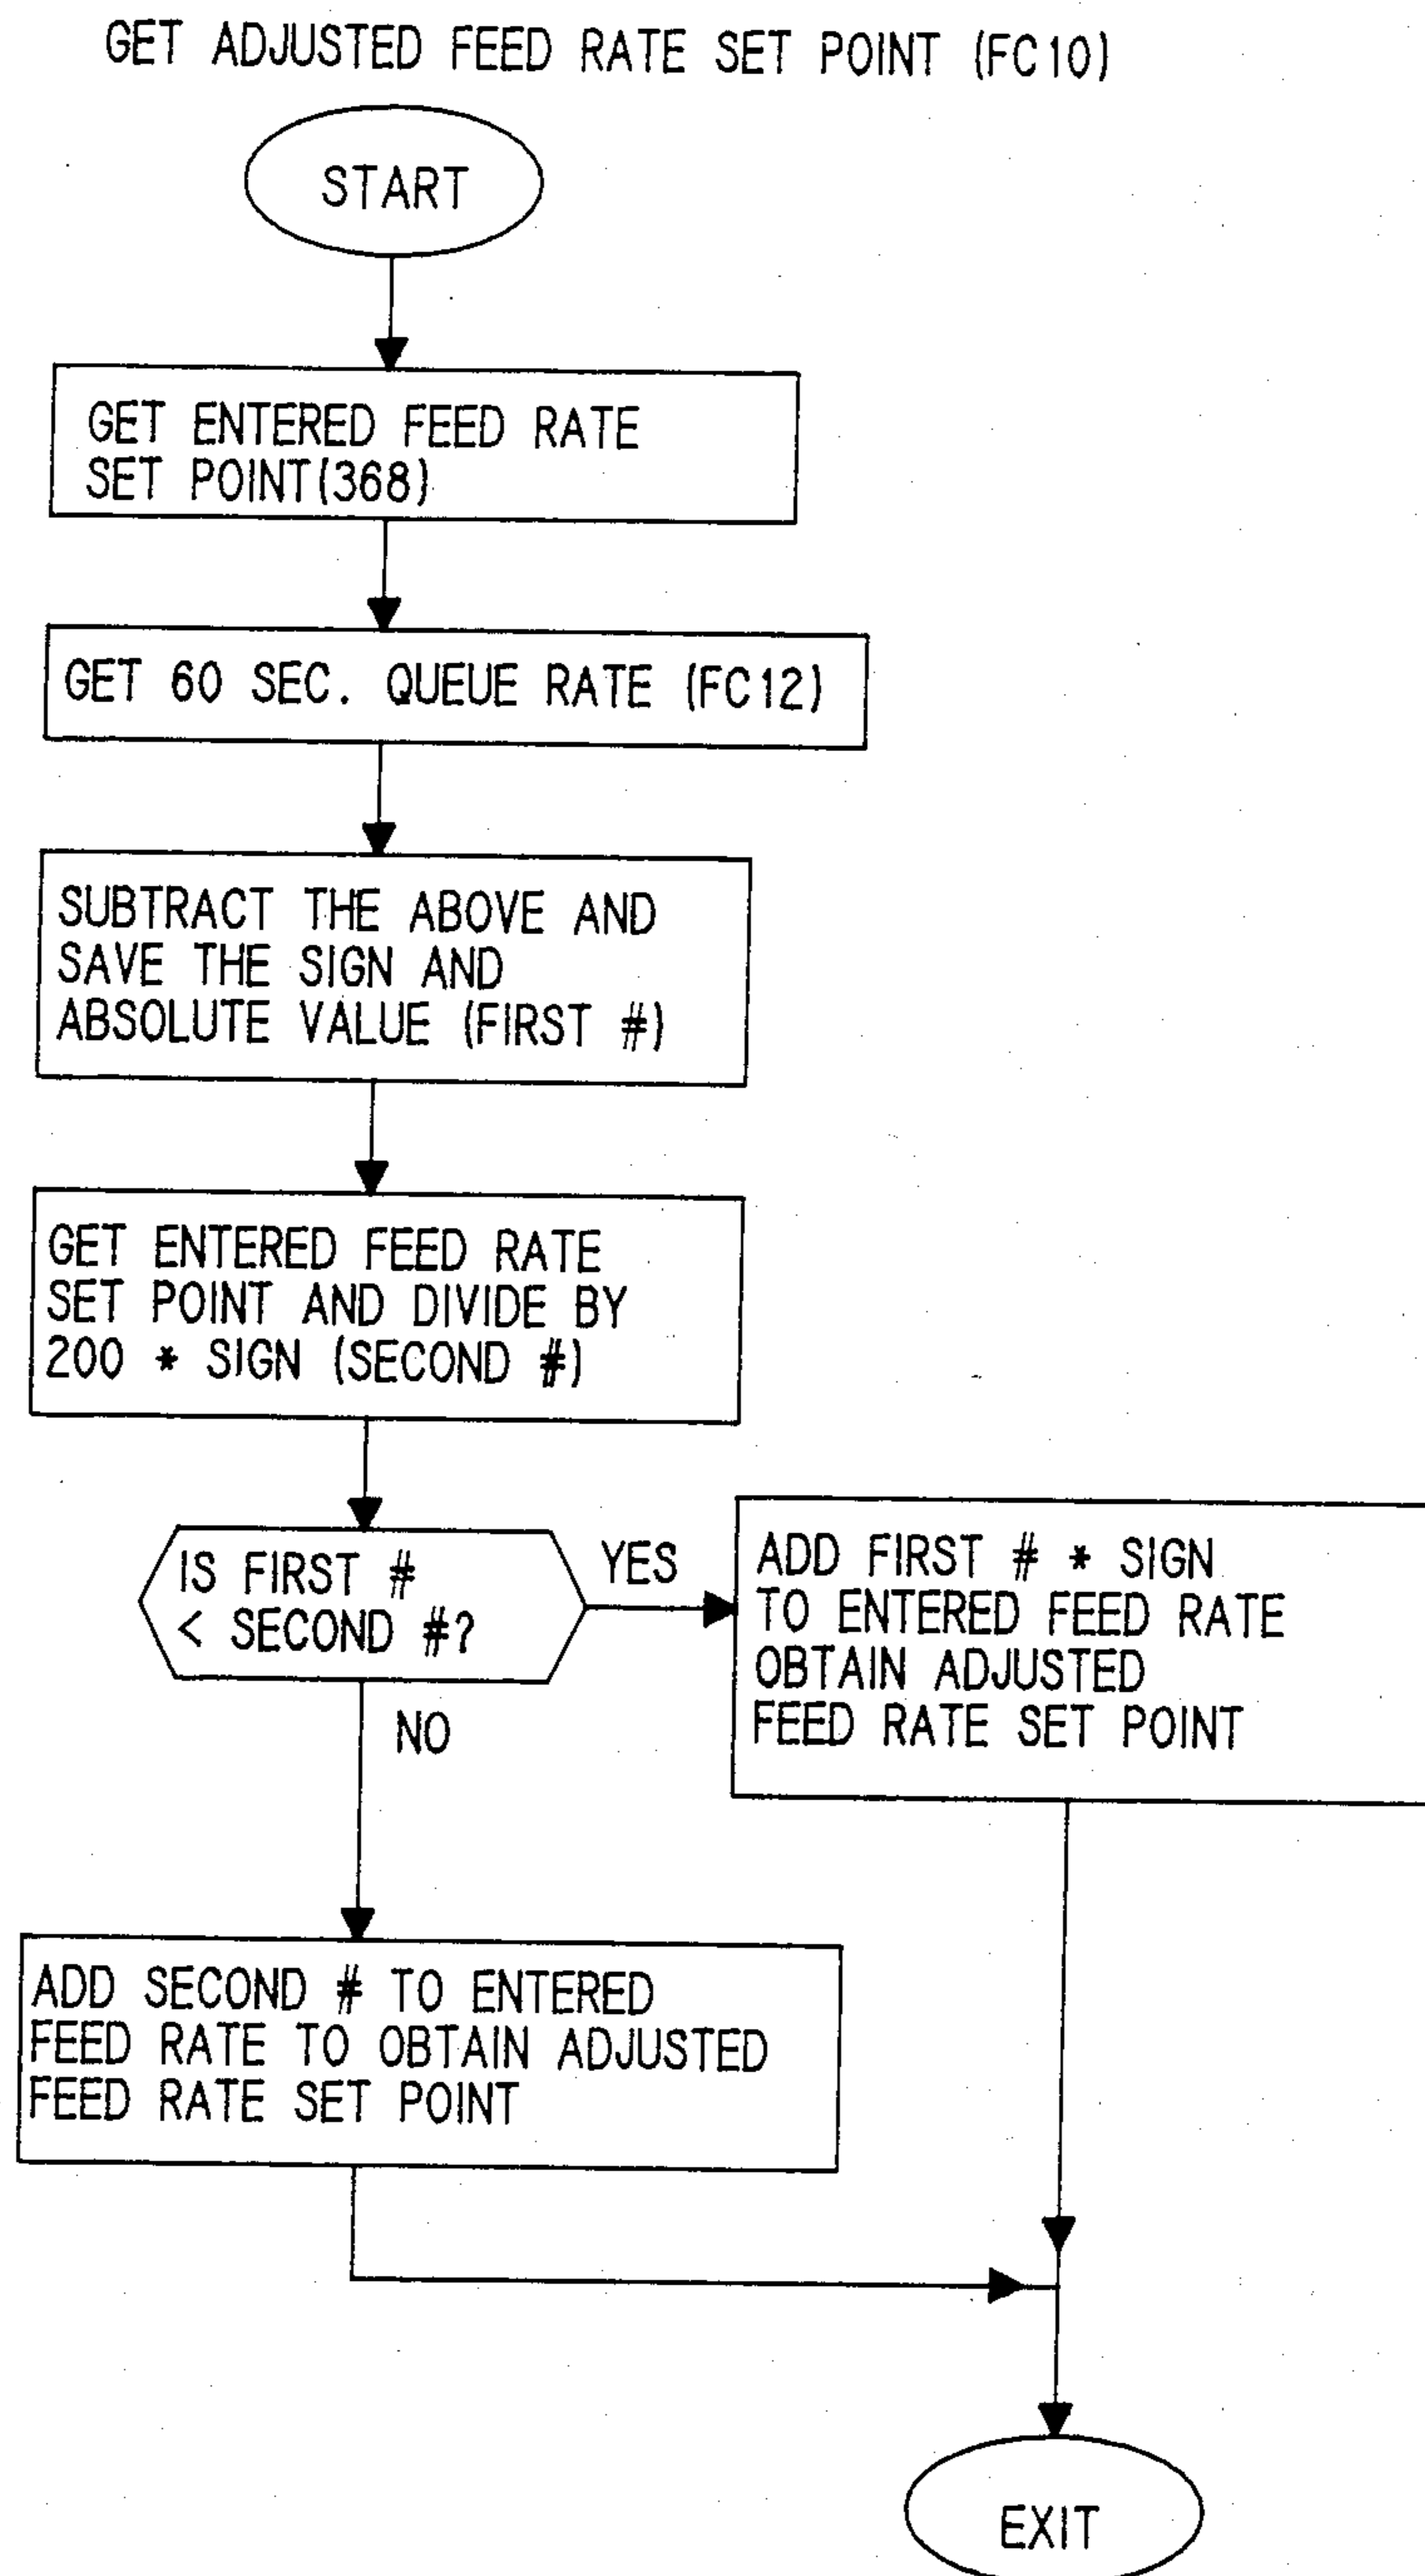 GET ADJUSTED FEED RATE SET POINT (FC10)
START
GET ENTERED FEED RATE
SET POINT(368)
GET 60 SEC. QUEUE RATE (FC12)
SUBTRACT THE ABOVE AND
SAVE THE SIGN AND
ABSOLUTE VALUE (FIRST #)
GET ENTERED FEED RATE
SET POINT AND DIVIDE BY
200 * SIGN (SECOND #)
IS FIRST #
< SECOND #?
YES
ADD FIRST # * SIGN
TO ENTERED FEED RATE
OBTAIN ADJUSTED
FEED RATE SET POINT
NO
ADD SECOND # TO ENTERED
FEED RATE TO OBTAIN ADJUSTED
FEED RATE SET POINT
EXIT